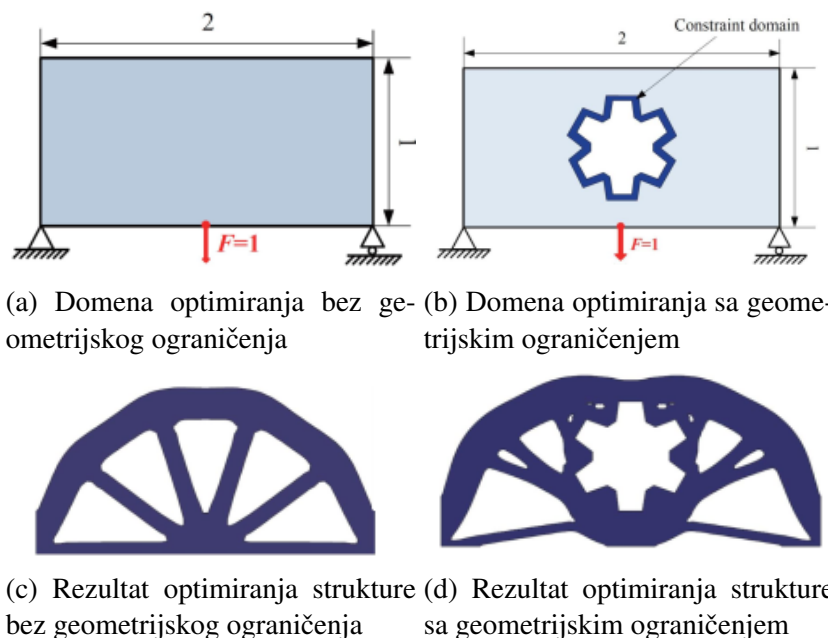 2
1
F=1
Constraint domain
2
1
F=1
(a) Domena optimiranja bez ge-
ometrijskog ograničenja
(b) Domena optimiranja sa geome-
trijskim ograničenjem
(c) Rezultat optimiranja strukture
bez geometrijskog ograničenja
(d) Rezultat optimiranja strukture
sa geometrijskim ograničenjem